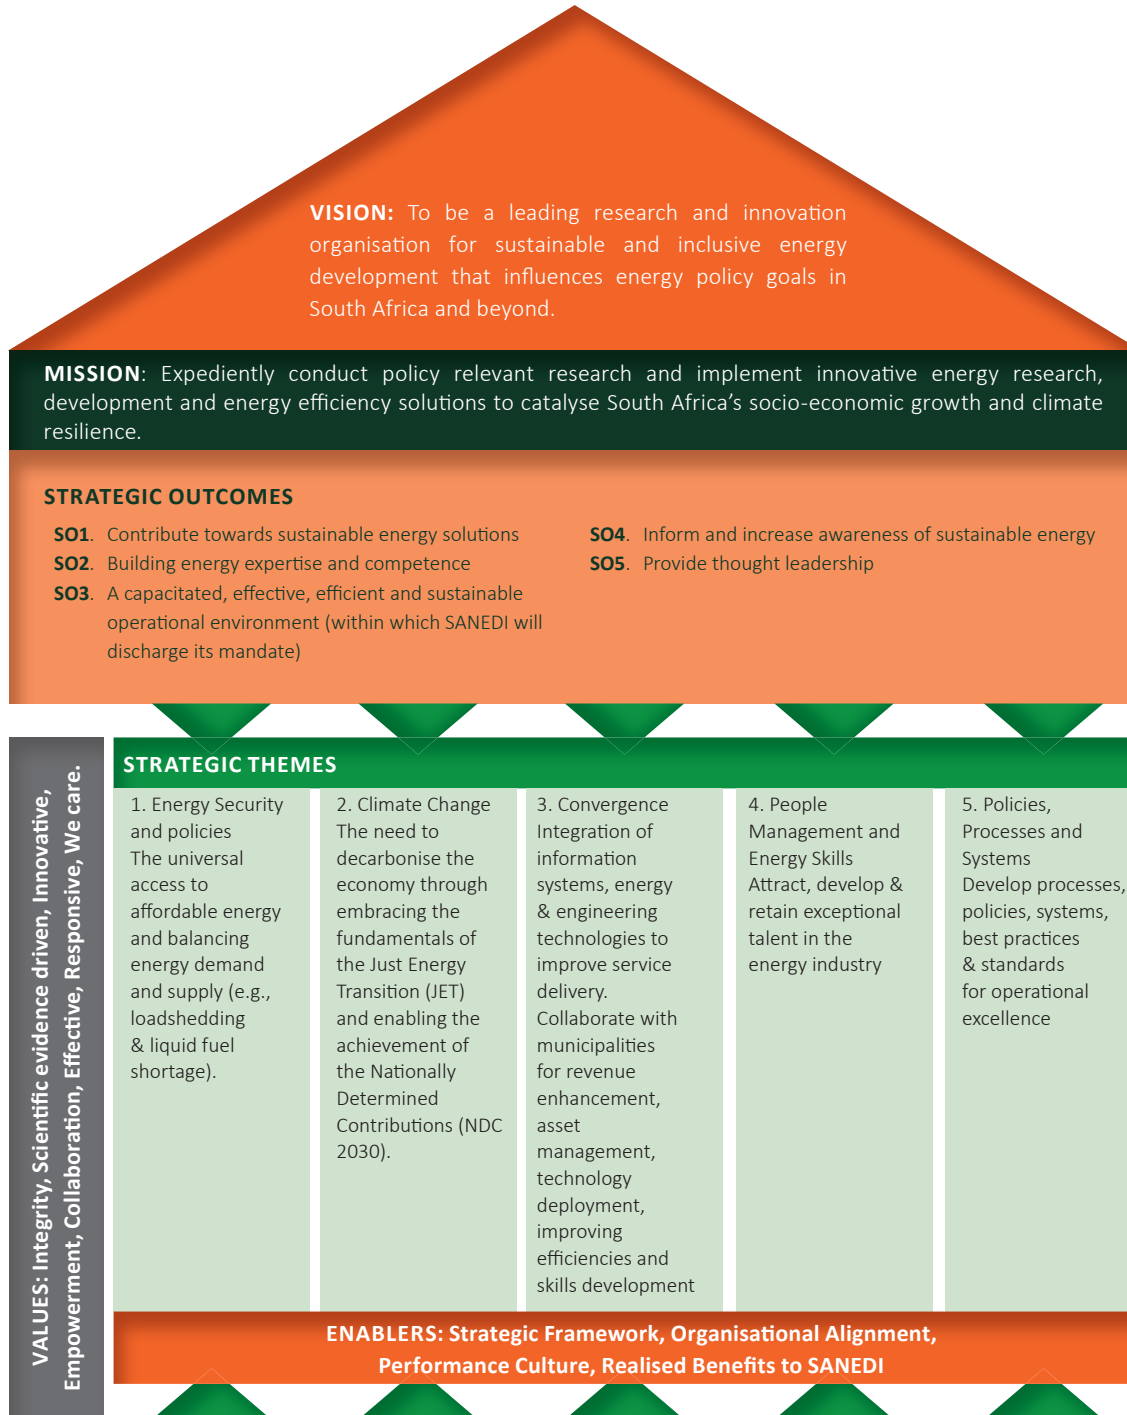 VISION: To be a leading research and innovation
organisation for sustainable and inclusive energy
development that influences energy policy goals in
South Africa and beyond.
MISSION: Expediently conduct policy relevant research and implement innovative energy research,
development and energy efficiency solutions to catalyse South Africa's socio-economic growth and climate
resilience.
STRATEGIC OUTCOMES
SO1. Contribute towards sustainable energy solutions
SO2. Building energy expertise and competence
SO3. A capacitated, effective, efficient and sustainable
operational environment (within which SANEDI will
discharge its mandate)
SO4. Inform and increase awareness of sustainable energy
SO5. Provide thought leadership
VALUES: Integrity, Scientific evidence driven, Innovative,
Empowerment, Collaboration, Effective, Responsive, We care.
STRATEGIC THEMES
1. Energy Security
and policies
The universal
access to
affordable energy
and balancing
energy demand
and supply (e.g.,
loadshedding
& liquid fuel
shortage).
2. Climate Change
The need to
decarbonise the
economy through
embracing the
fundamentals of
the Just Energy
Transition (JET)
and enabling the
achievement of
the Nationally
Determined
Contributions (NDC
2030).
3. Convergence
Integration of
information
systems, energy
& engineering
technologies to
improve service
delivery.
Collaborate with
municipalities
for revenue
enhancement,
asset
management,
technology
deployment,
improving
efficiencies and
skills development
4. People
Management and
Energy Skills
Attract, develop &
retain exceptional
talent in the
energy industry
5. Policies,
Processes and
Systems
Develop processes,
policies, systems,
best practices
& standards
for operational
excellence
ENABLERS: Strategic Framework, Organisational Alignment,
Performance Culture, Realised Benefits to SANEDI